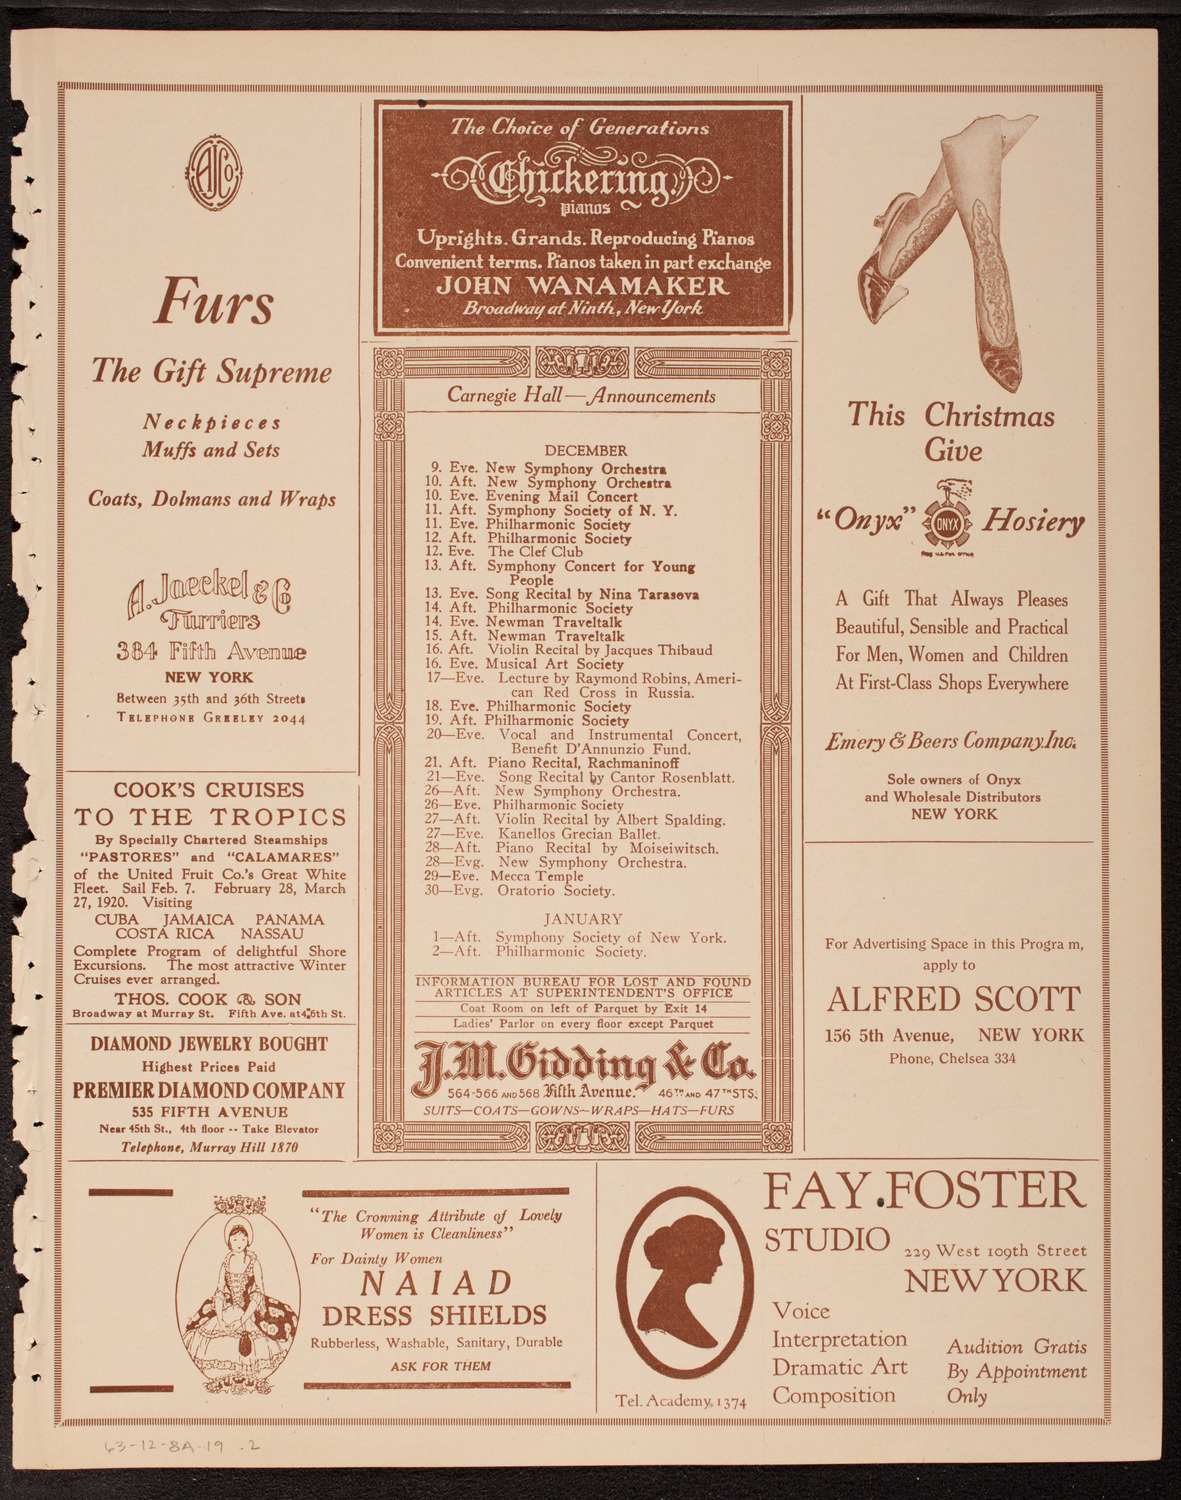 AJCo
Furs
The Gift Supreme
Neckpieces
Muffs and Sets
Coats, Dolmans and Wraps
A. Jaeckel & Co
Furriers
384 Fifth Avenue
NEW YORK
Between 35th and 36th Streets
TELEPHONE GREELEY 2044
COOK'S CRUISES
TO THE TROPICS
By Specially Chartered Steamships
"PASTORES" and "CALAMARES"
of the United Fruit Co.'s Great White
Fleet. Sail Feb. 7. February 28, March
27, 1920. Visiting
CUBA JAMAICA PANAMA
COSTA RICA NASSAU
Complete Program of delightful Shore
Excursions. The most attractive Winter
Cruises ever arranged.
THOS. COOK & SON
Broadway at Murray St. Fifth Ave. at 46th St.
DIAMOND JEWELRY BOUGHT
Highest Prices Paid
PREMIER DIAMOND COMPANY
535 FIFTH AVENUE
Near 45th St., 4th floor -- Take Elevator
Telephone, Murray Hill 1870
The Choice of Generations
Chickering
pianos
Uprights. Grands. Reproducing Pianos
Convenient terms. Pianos taken in part exchange
JOHN WANAMAKER
Broadway at Ninth, New York
Carnegie Hall—Announcements
DECEMBER
9. Eve. New Symphony Orchestra
10. Aft. New Symphony Orchestra
10. Eve. Evening Mail Concert
11. Aft. Symphony Society of N. Y.
11. Eve. Philharmonic Society
12. Aft. Philharmonic Society
12. Eve. The Clef Club
13. Aft. Symphony Concert for Young
People
13. Eve. Song Recital by Nina Tarasova
14. Aft. Philharmonic Society
14. Eve. Newman Traveltalk
15. Aft. Newman Traveltalk
16. Aft. Violin Recital by Jacques Thibaud
16. Eve. Musical Art Society
17—Eve. Lecture by Raymond Robins, Ameri-
can Red Cross in Russia.
18. Eve. Philharmonic Society
19. Aft. Philharmonic Society
20—Eve. Vocal and Instrumental Concert,
Benefit D'Annunzio Fund.
21. Aft. Piano Recital, Rachmaninoff
21—Eve. Song Recital by Cantor Rosenblatt.
26—Aft. New Symphony Orchestra.
26—Eve. Philharmonic Society
27—Aft. Violin Recital by Albert Spalding.
27—Eve. Kanellos Grecian Ballet.
28—Aft. Piano Recital by Moiseiwitsch.
28—Evg. New Symphony Orchestra.
29—Eve. Mecca Temple
30—Evg. Oratorio Society.
JANUARY
1—Aft. Symphony Society of New York.
2—Aft. Philharmonic Society.
INFORMATION BUREAU FOR LOST AND FOUND
ARTICLES AT SUPERINTENDENT'S OFFICE
Coat Room on left of Parquet by Exit 14
Ladies' Parlor on every floor except Parquet
J.M. Gidding & Co.
564-566 AND 568 Fifth Avenue. 46TH AND 47TH STS.
SUITS—COATS—GOWNS—WRAPS—HATS—FURS
This Christmas
Give
"Onyx" ONYX Hosiery
REG. U.S. PAT. OFFICE
A Gift That Always Pleases
Beautiful, Sensible and Practical
For Men, Women and Children
At First-Class Shops Everywhere
Emery & Beers Company, Inc.
Sole owners of Onyx
and Wholesale Distributors
NEW YORK
For Advertising Space in this Progra m,
apply to
ALFRED SCOTT
156 5th Avenue, NEW YORK
Phone, Chelsea 334
"The Crowning Attribute of Lovely
Women is Cleanliness"
For Dainty Women
NAIAD
DRESS SHIELDS
Rubberless, Washable, Sanitary, Durable
ASK FOR THEM
FAY FOSTER
STUDIO
229 West 109th Street
NEW YORK
Voice
Interpretation
Dramatic Art
Composition
Audition Gratis
By Appointment
Only
Tel. Academy, 1374
63-12-8A-19 .2